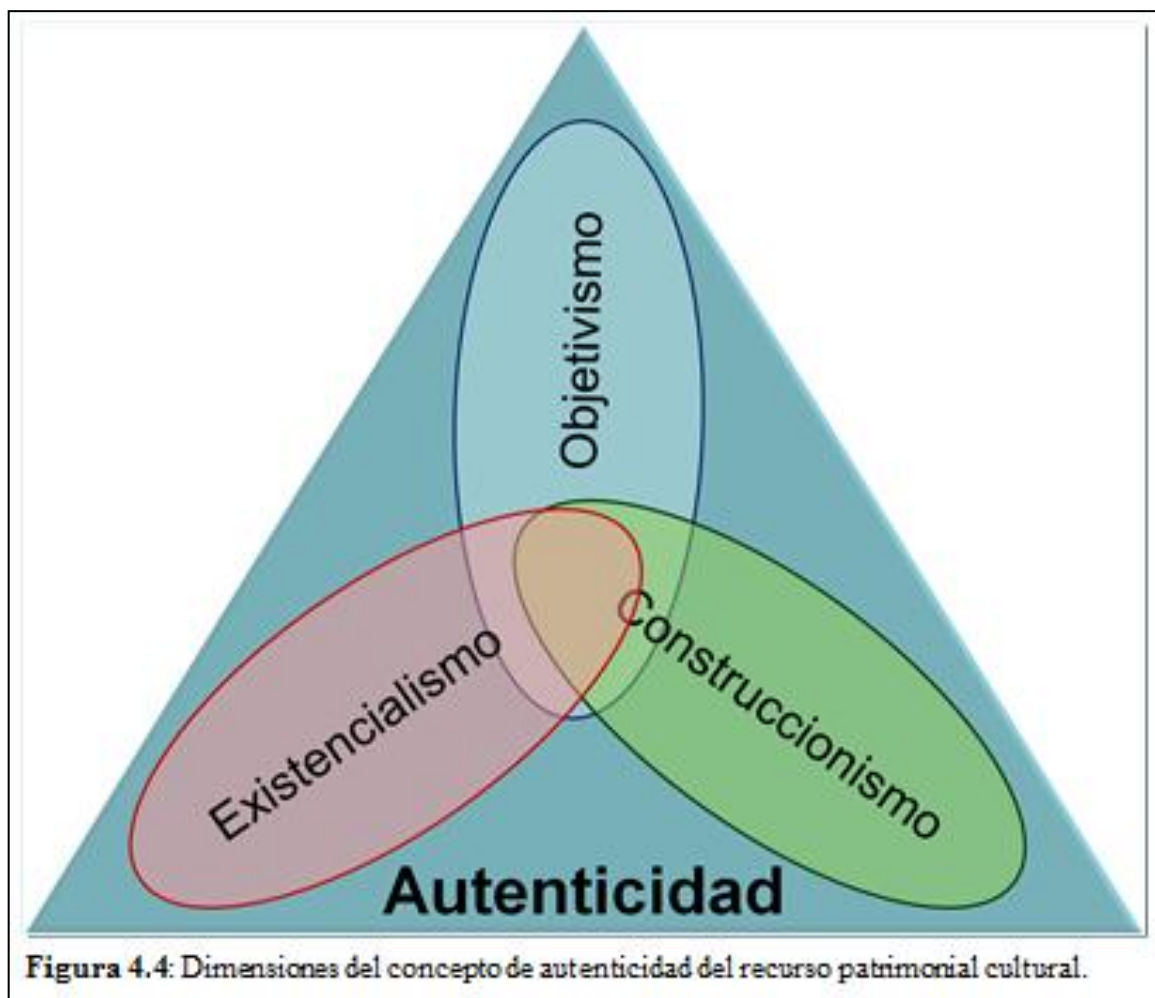 Objetivismo
Existencialismo
Construccionismo
Autenticidad
Figura 4.4: Dimensiones del concepto de autenticidad del recurso patrimonial cultural.